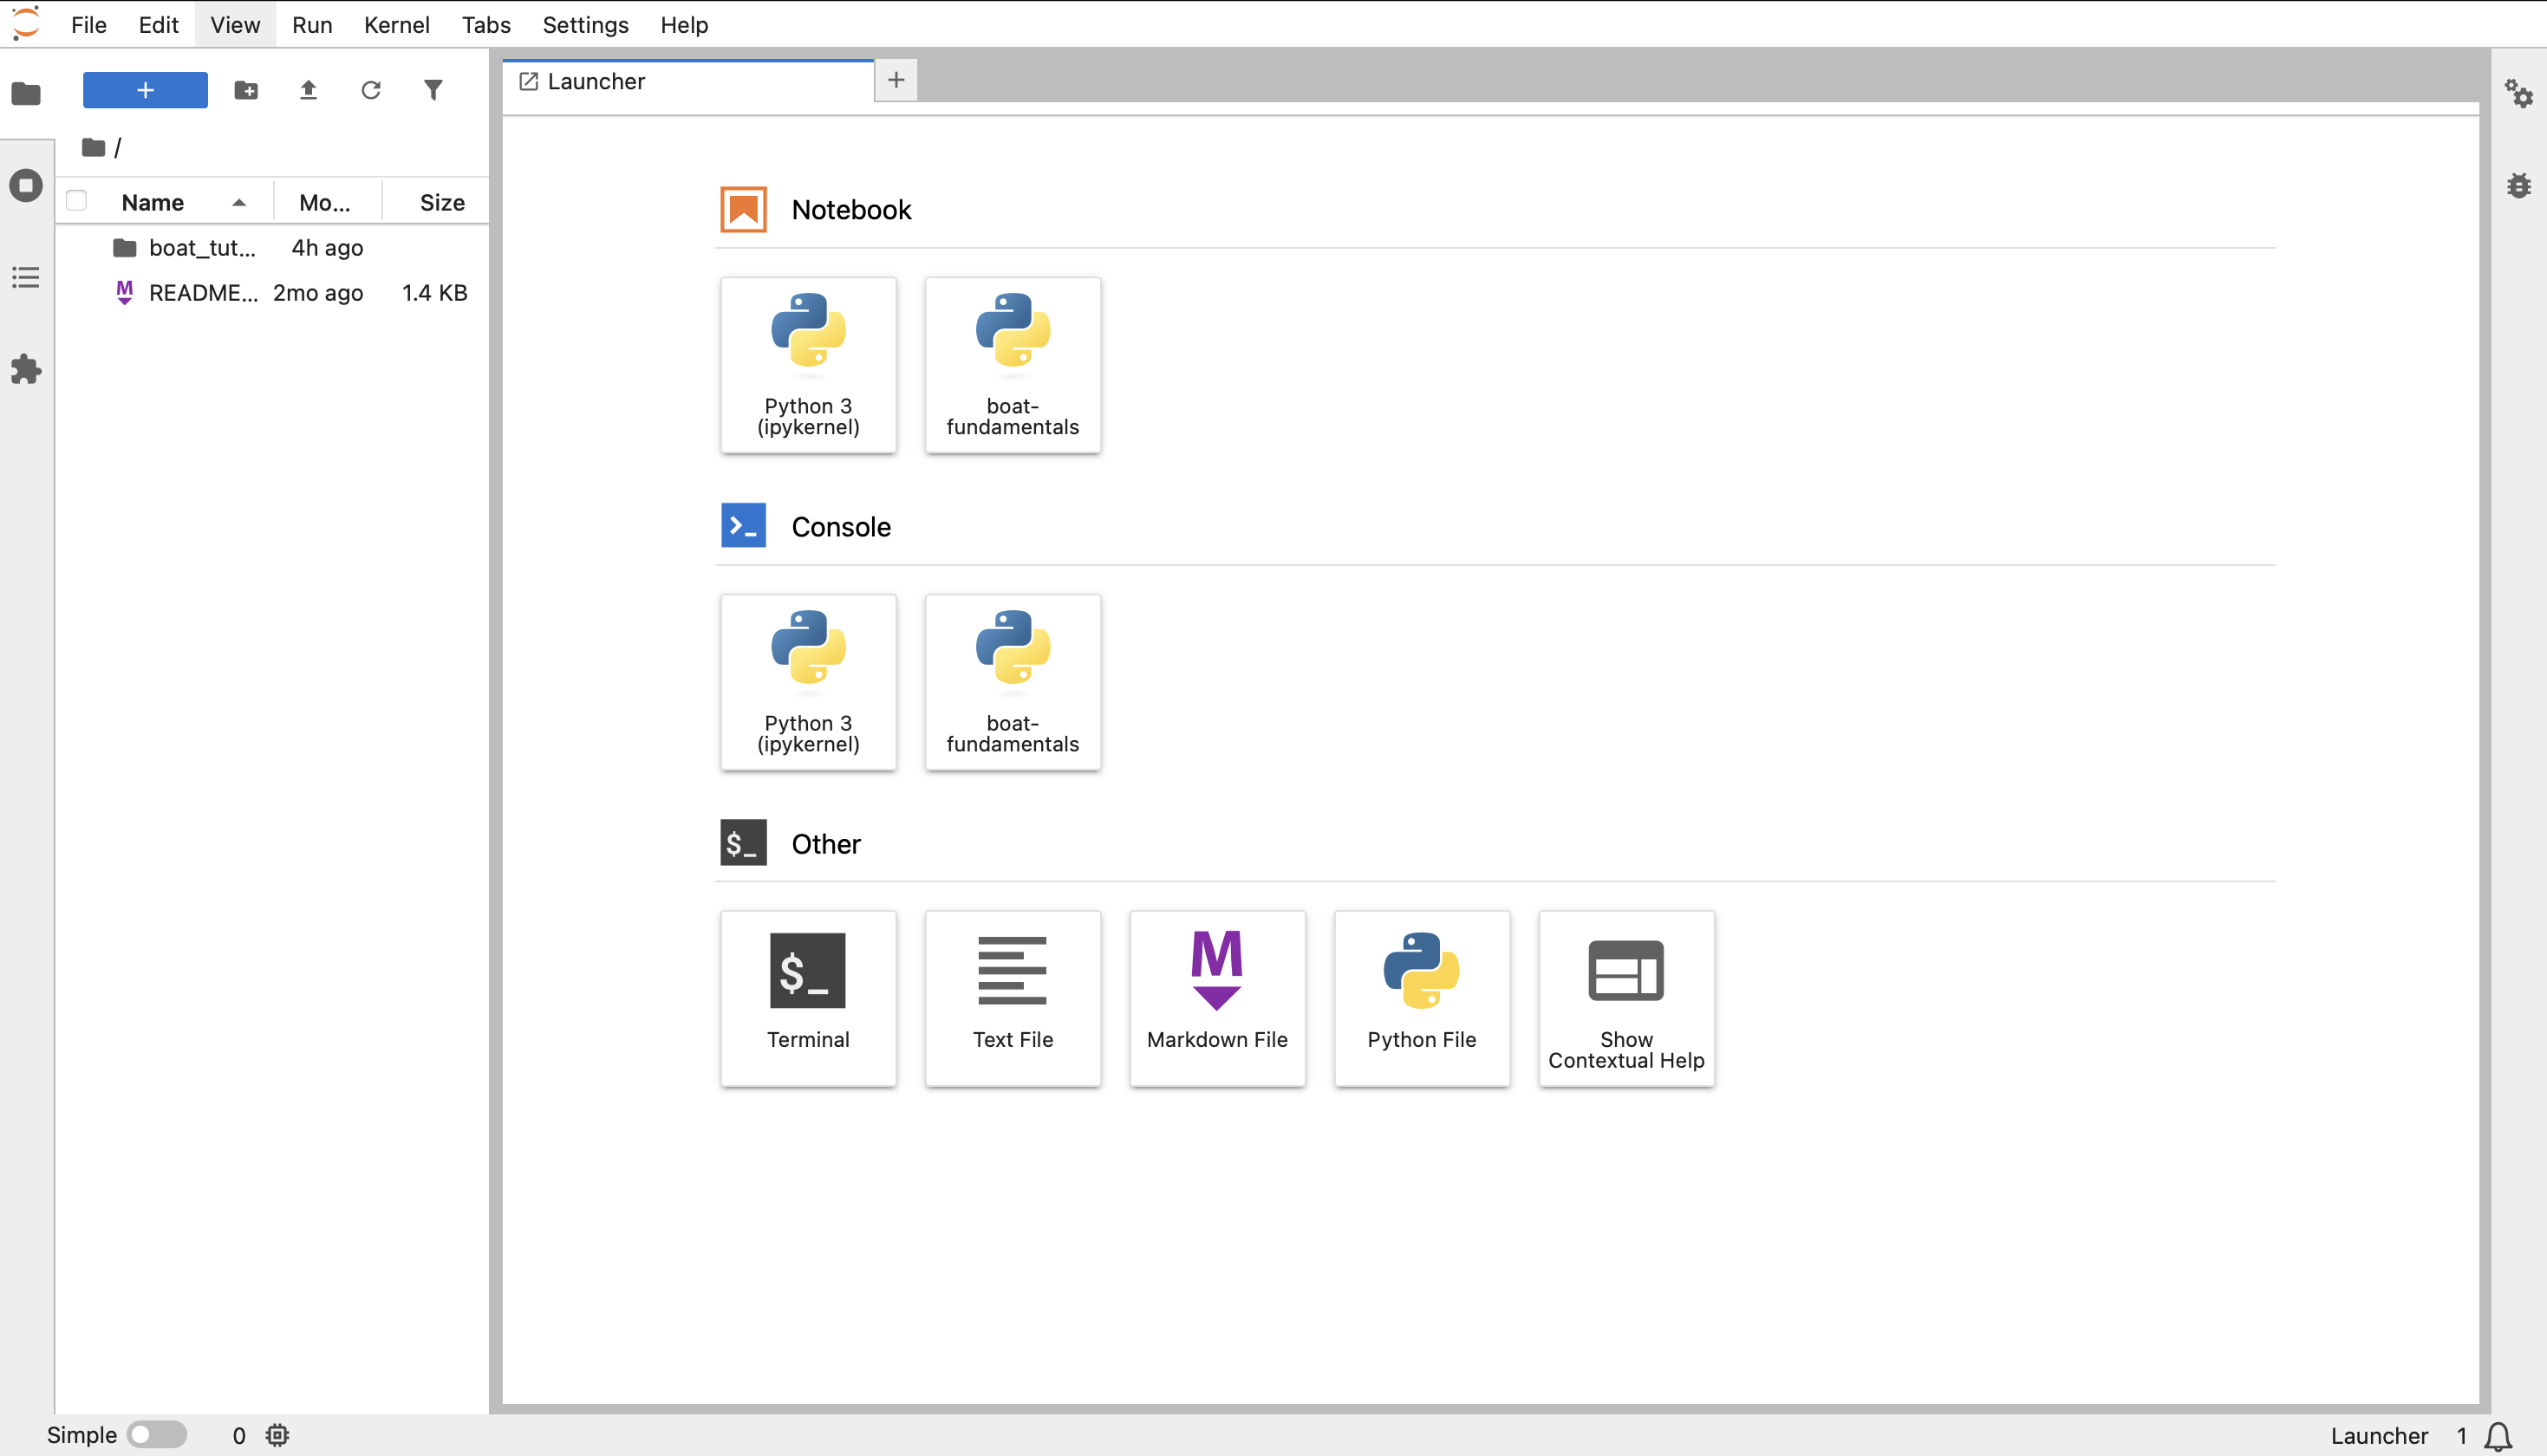 File Edit View Run Kernel Tabs Settings Help
+
Launcher
+
/
Name Mo... Size
boat_tut... 4h ago
M README... 2mo ago 1.4 KB
Notebook
Python 3
(ipykernel)
boat-
fundamentals
Console
Python 3
(ipykernel)
boat-
fundamentals
$_ Other
$_
Terminal
Text File
M
Markdown File
Python File
Show
Contextual Help
Simple 0
Launcher 1